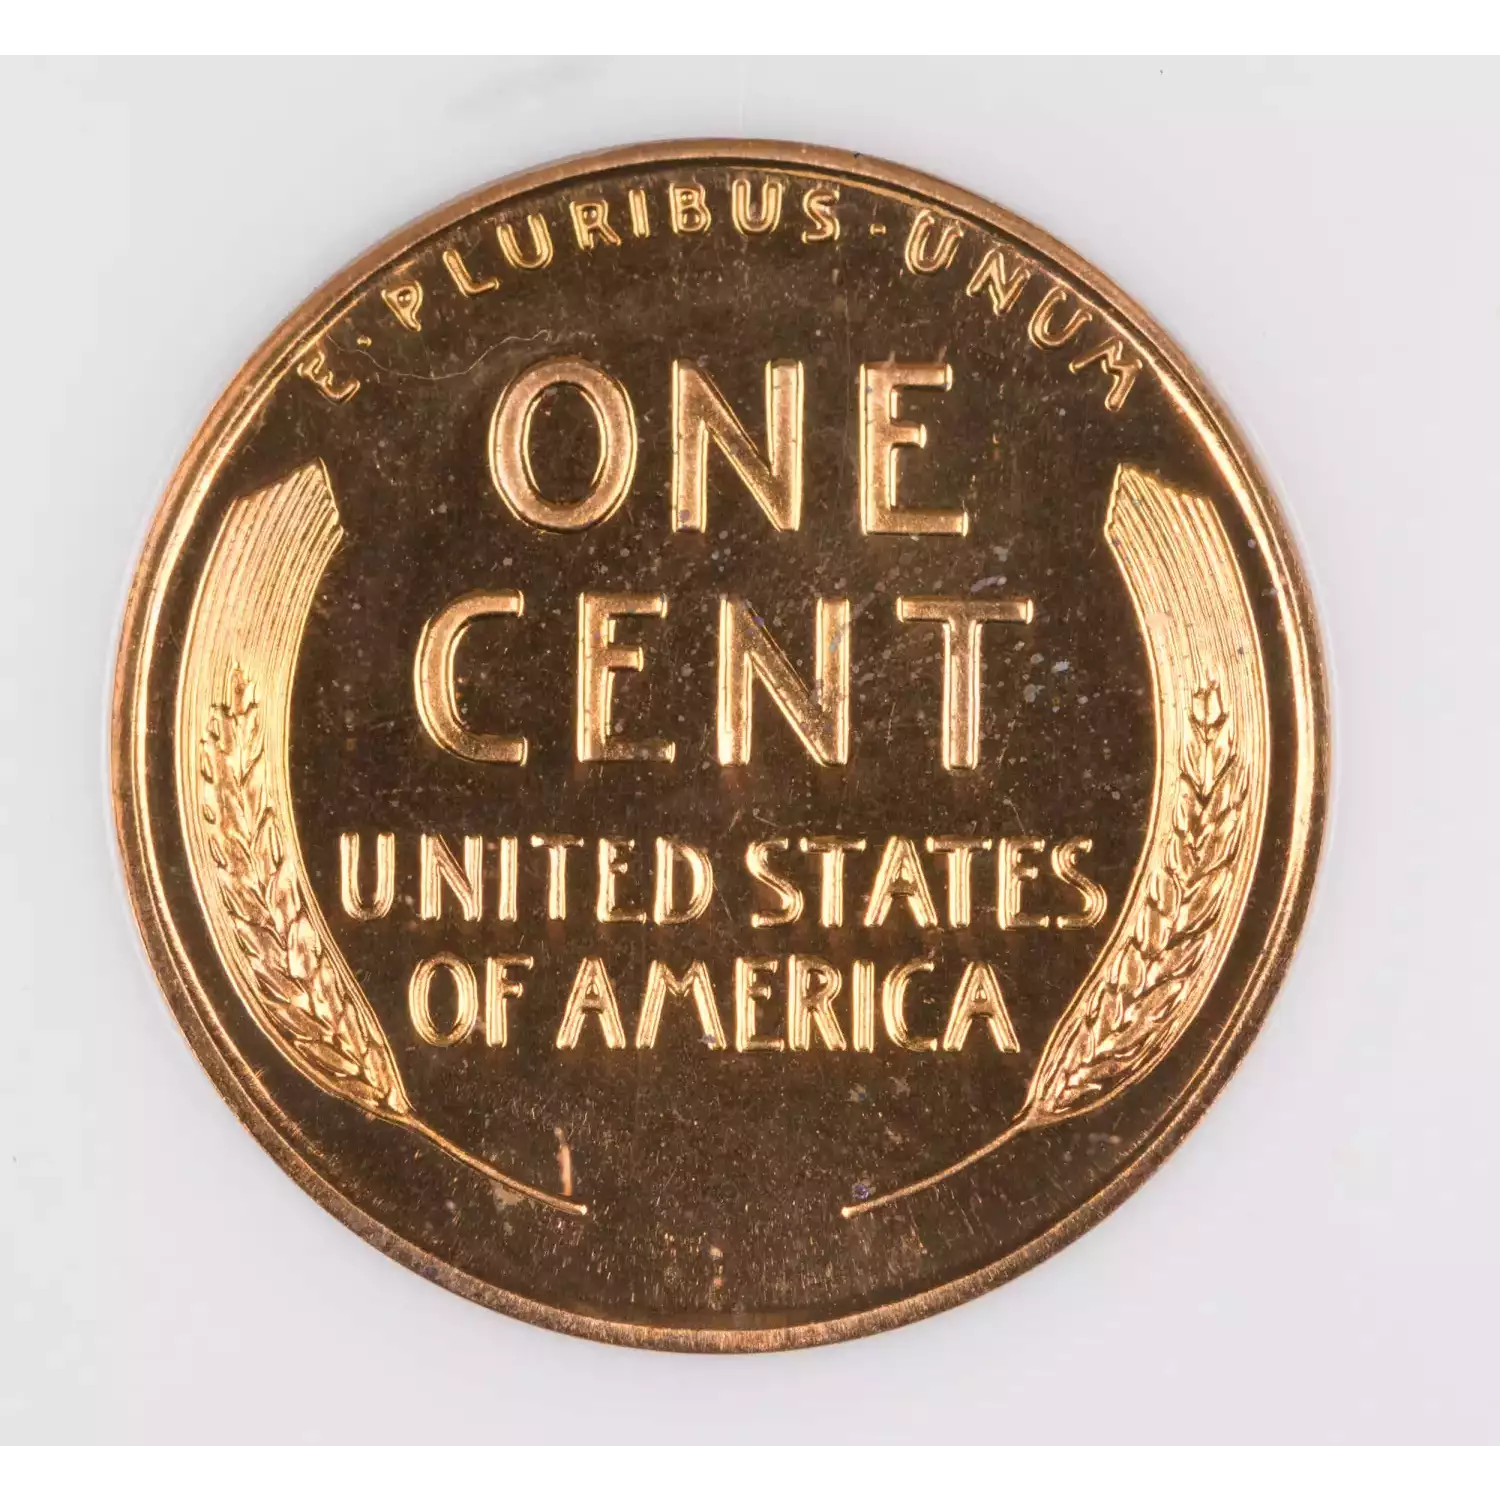 E·PLURIBUS·UNUM
ONE
CENT
UNITED STATES
OF AMERICA